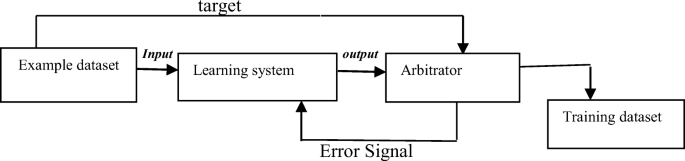 target
Input
output
Example dataset
Learning system
Arbitrator
Training dataset
Error Signal